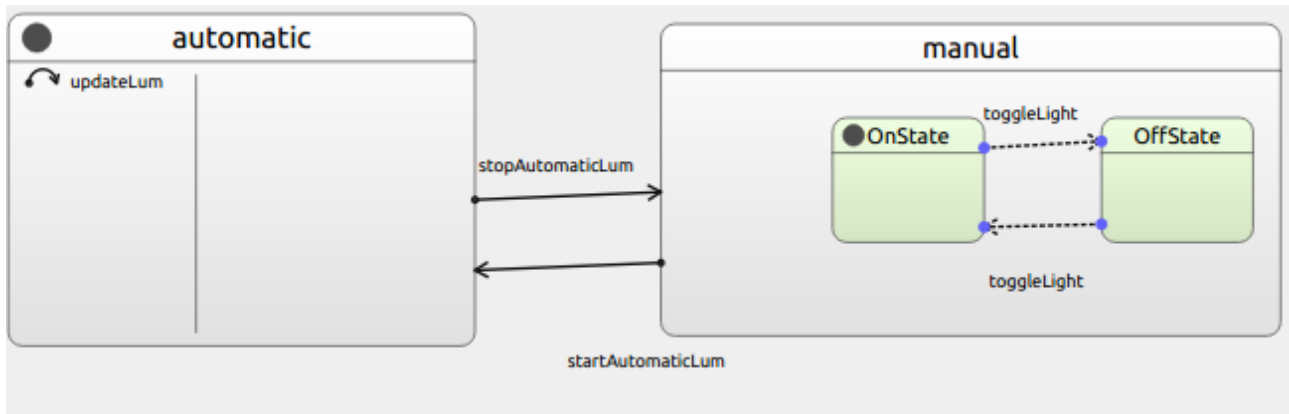 automatic
updateLum
stopAutomaticLum
startAutomaticLum
manual
toggleLight
OnState
OffState
toggleLight